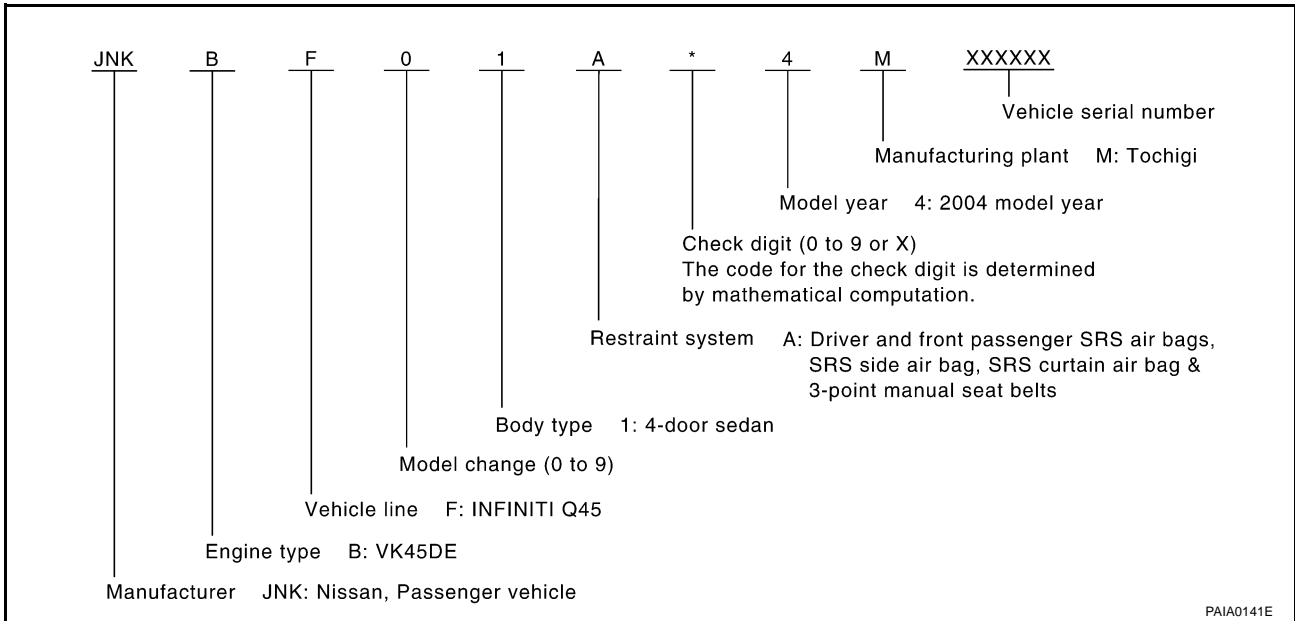 JNK B F 0 1 A * 4 M XXXXXX
Vehicle serial number
Manufacturing plant M: Tochigi
Model year 4: 2004 model year
Check digit (0 to 9 or X)
The code for the check digit is determined
by mathematical computation.
Restraint system A: Driver and front passenger SRS air bags,
SRS side air bag, SRS curtain air bag &
3-point manual seat belts
Body type 1: 4-door sedan
Model change (0 to 9)
Vehicle line F: INFINITI Q45
Engine type B: VK45DE
Manufacturer JNK: Nissan, Passenger vehicle
PAIA0141E